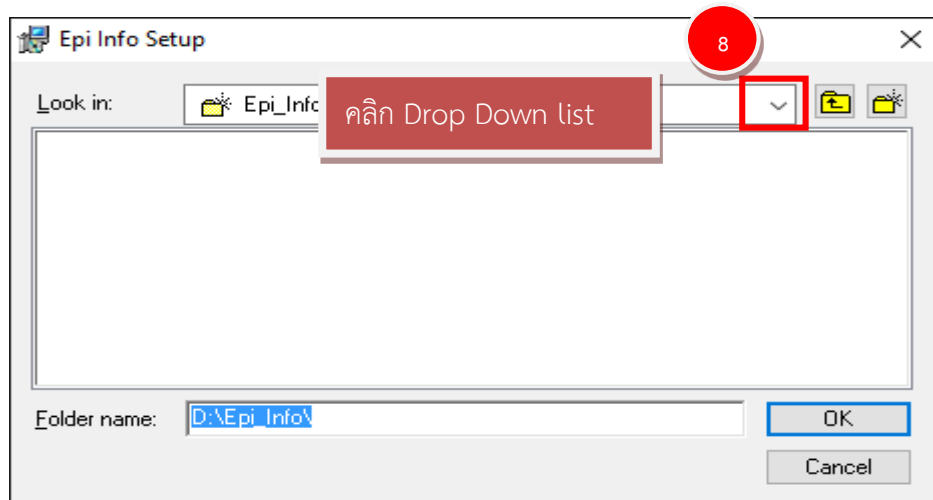 Epi Info Setup
8
Look in:
Epi_Info
คลิก Drop Down list
Folder name:
D:\Epi_Info\
OK
Cancel